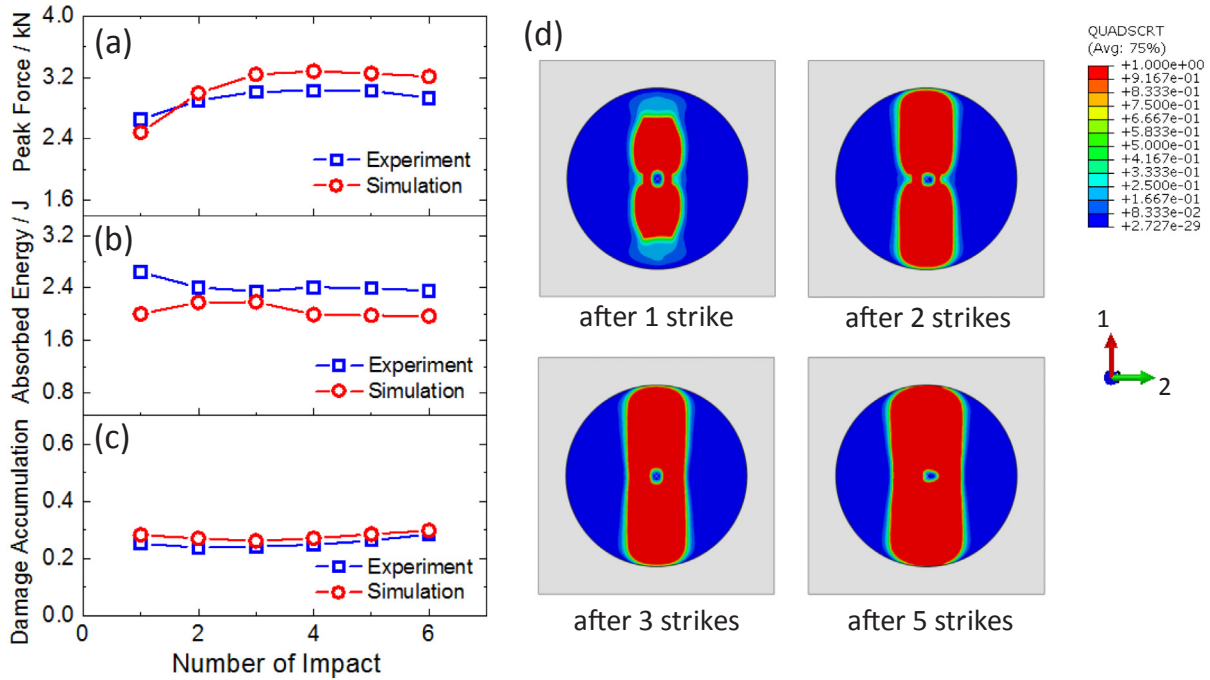 (a)
Peak Force / kN
4.0
3.2
2.4
1.6
Experiment
Simulation
(b)
Absorbed Energy / J
3.2
2.4
1.6
0.8
Experiment
Simulation
(c)
Damage Accumulation
0.6
0.4
0.2
0.0
Experiment
Simulation
0 2 4 6
Number of Impact
(d)
after 1 strike
after 2 strikes
after 3 strikes
after 5 strikes
QUADSCRT
(Avg: 75%)
+1.000e+00
+9.167e-01
+8.333e-01
+7.500e-01
+6.667e-01
+5.833e-01
+5.000e-01
+4.167e-01
+3.333e-01
+2.500e-01
+1.667e-01
+8.333e-02
+2.727e-29
1
2